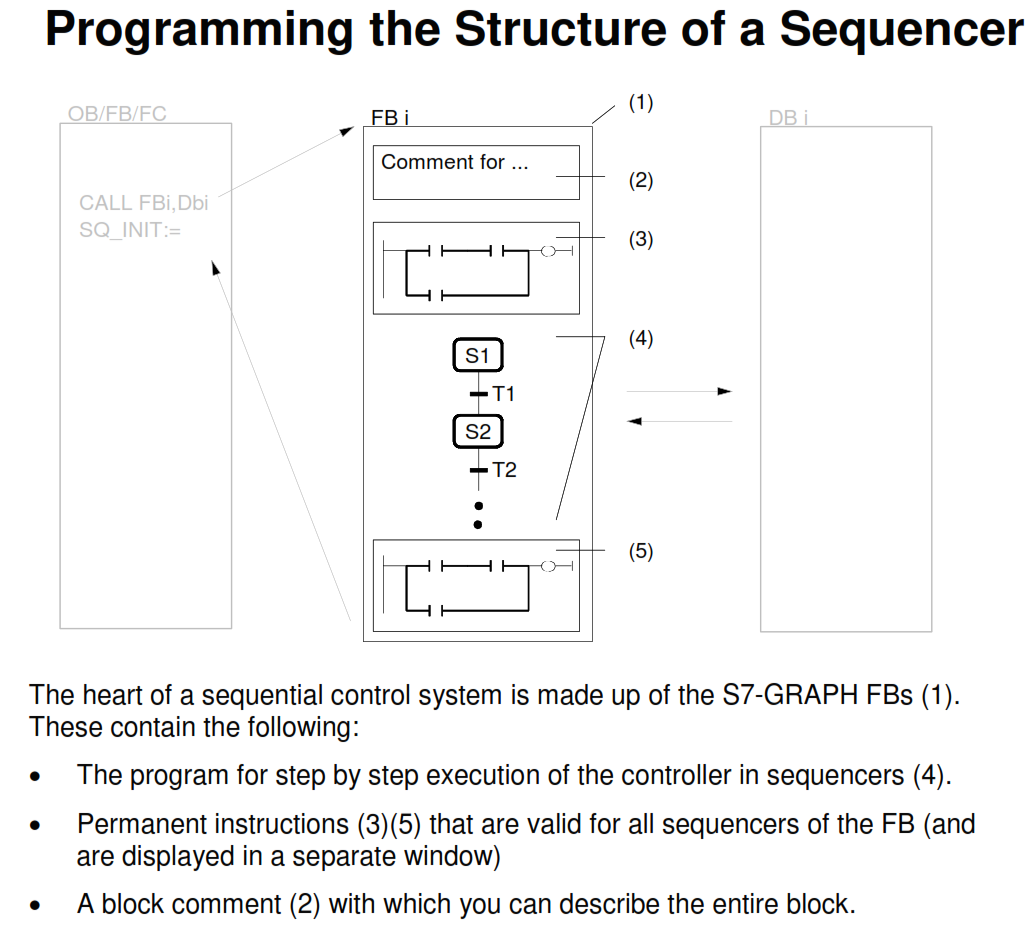 Programming the Structure of a Sequencer
OB/FB/FC
FB i
(1)
DB i
Comment for ...
(2)
CALL FBi,Dbi
SQ_INIT:=
(3)
(4)
S1
T1
S2
T2
(5)
The heart of a sequential control system is made up of the S7-GRAPH FBs (1).
These contain the following:
• The program for step by step execution of the controller in sequencers (4).
• Permanent instructions (3)(5) that are valid for all sequencers of the FB (and
are displayed in a separate window)
• A block comment (2) with which you can describe the entire block.